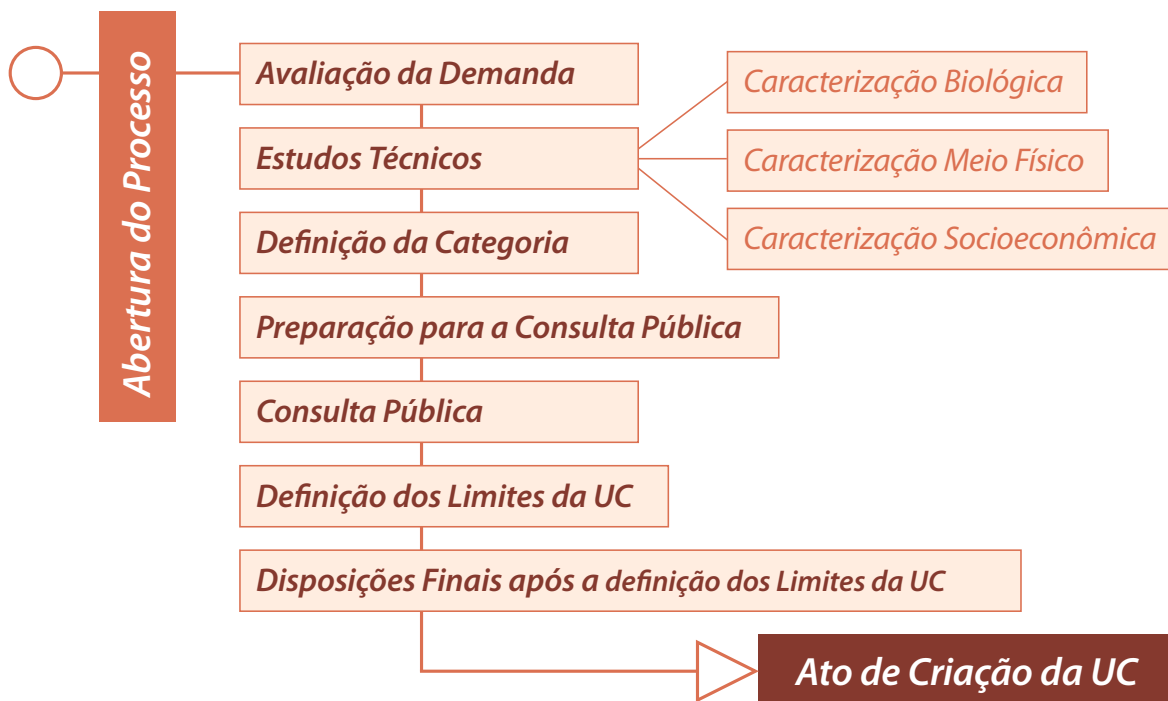 Abertura do Processo
Avaliação da Demanda
Estudos Técnicos
Caracterização Biológica
Caracterização Meio Físico
Caracterização Socioeconômica
Definição da Categoria
Preparação para a Consulta Pública
Consulta Pública
Definição dos Limites da UC
Disposições Finais após a definição dos Limites da UC
Ato de Criação da UC